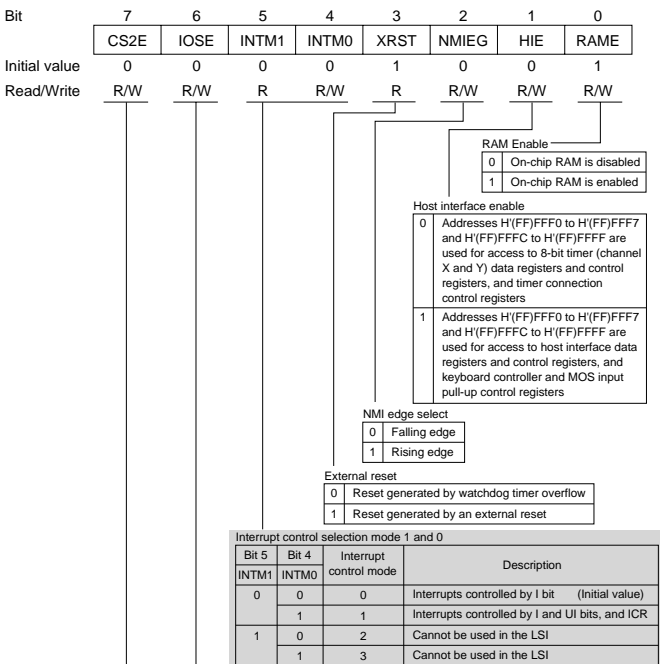 Bit 7 6 5 4 3 2 1 0
CS2E IOSE INTM1 INTM0 XRST NMIEG HIE RAME
Initial value 0 0 0 0 1 0 0 1
Read/Write R/W R/W R R/W R R/W R/W R/W
RAM Enable
0 On-chip RAM is disabled
1 On-chip RAM is enabled
Host interface enable
0 Addresses H'(FF)FFF0 to H'(FF)FFF7
and H'(FF)FFFC to H'(FF)FFFF are
used for access to 8-bit timer (channel
X and Y) data registers and control
registers, and timer connection
control registers
1 Addresses H'(FF)FFF0 to H'(FF)FFF7
and H'(FF)FFFC to H'(FF)FFFF are
used for access to host interface data
registers and control registers, and
keyboard controller and MOS input
pull-up control registers
NMI edge select
0 Falling edge
1 Rising edge
External reset
0 Reset generated by watchdog timer overflow
1 Reset generated by an external reset
Interrupt control selection mode 1 and 0
Bit 5 Bit 4 Interrupt Description
INTM1 INTM0 control mode
0 0 0 Interrupts controlled by I bit (Initial value)
1 1 Interrupts controlled by I and UI bits, and ICR
1 0 2 Cannot be used in the LSI
1 3 Cannot be used in the LSI